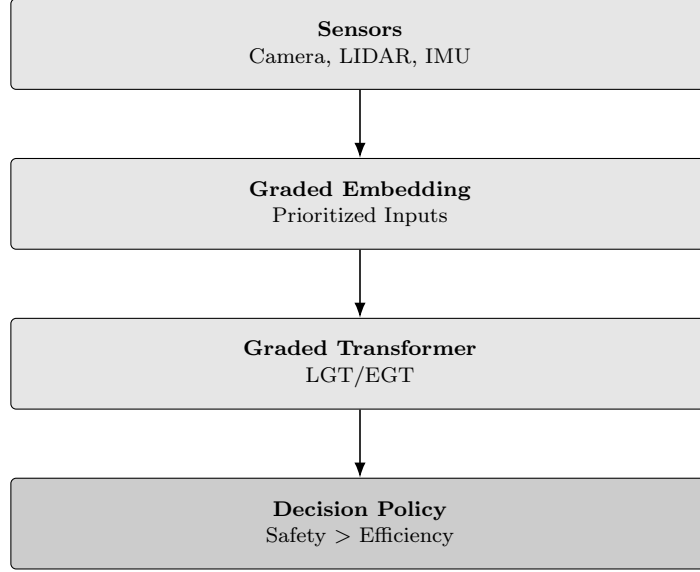 Sensors
Camera, LIDAR, IMU
Graded Embedding
Prioritized Inputs
Graded Transformer
LGT/EGT
Decision Policy
Safety > Efficiency